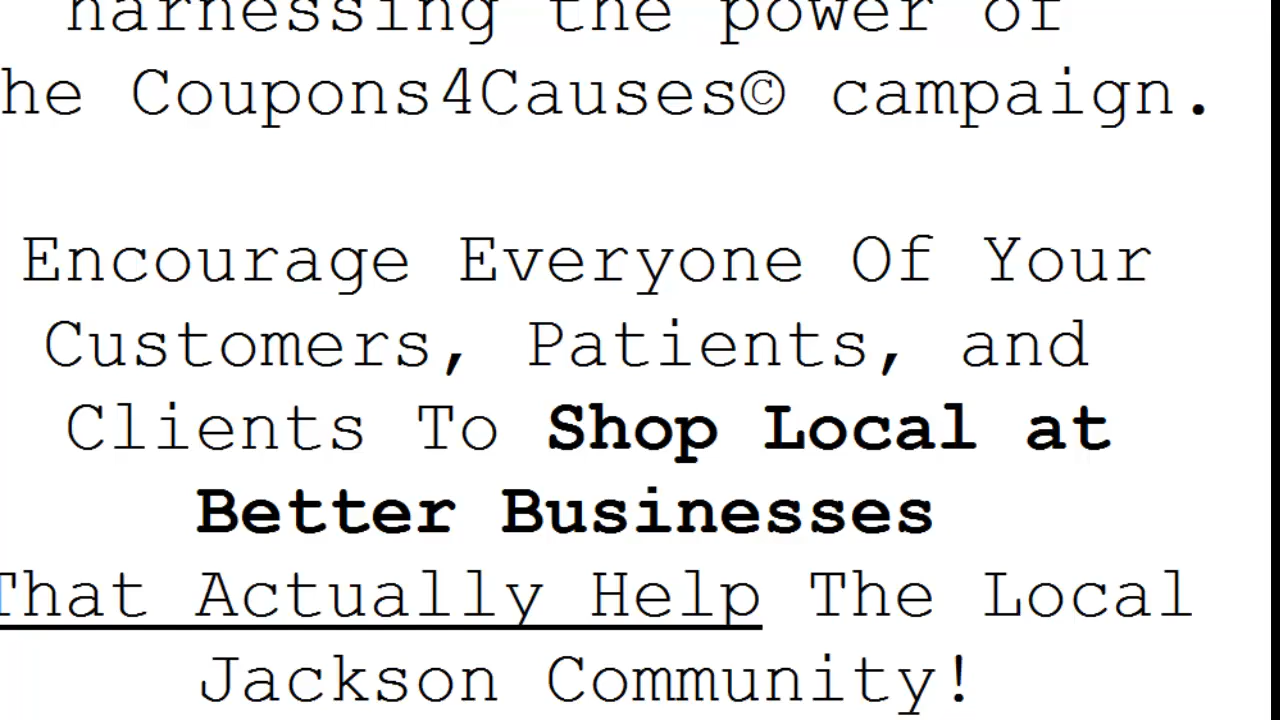 harnessing the power of
he Coupons4Causes© campaign.
Encourage Everyone Of Your
Customers, Patients, and
Clients To Shop Local at
Better Businesses
That Actually Help The Local
Jackson Community!